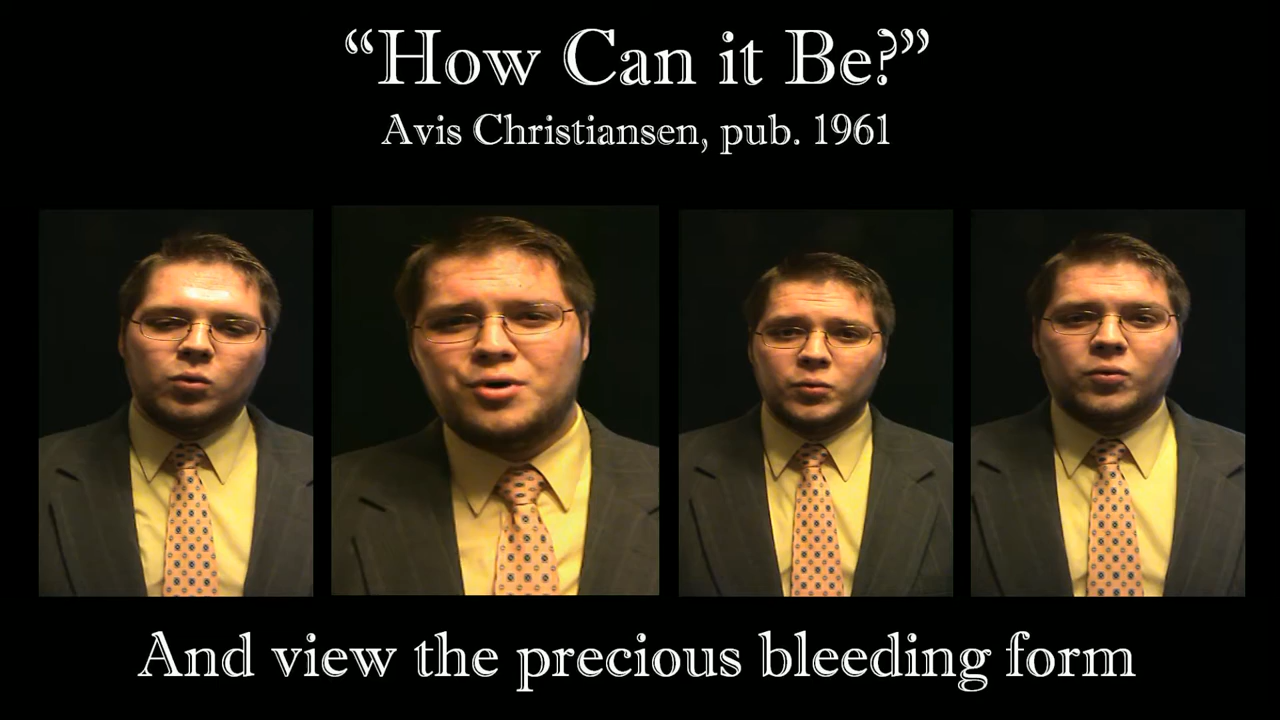 “How Can it Be?”
Avis Christiansen, pub. 1961
And view the precious bleeding form